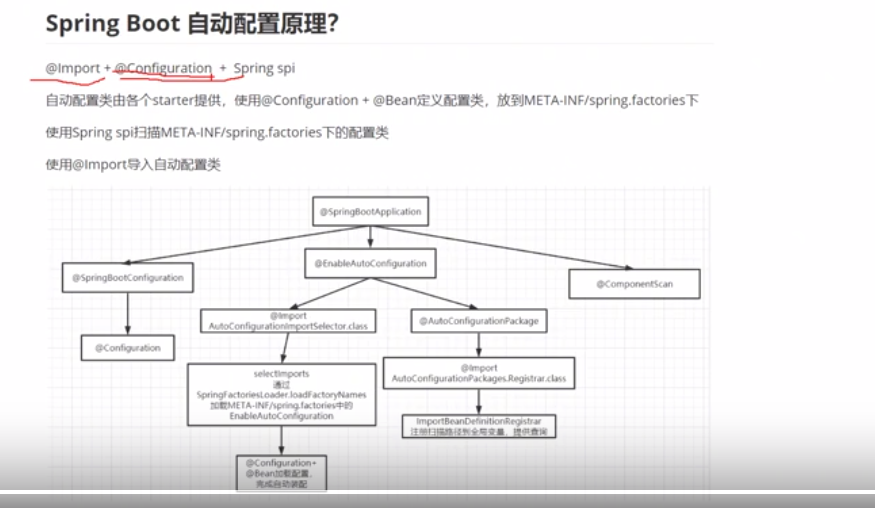 Spring Boot 自动配置原理?
@Import + @Configuration + Spring spi
自动配置类由各个starter提供，使用@Configuration + @Bean定义配置类，放到META-INF/spring.factories下
使用Spring spi扫描META-INF/spring.factories下的配置类
使用@Import导入自动配置类
@SpringBootApplication
@SpringBootConfiguration
@EnableAutoConfiguration
@ComponentScan
@Configuration
@Import
AutoConfigurationImportSelector.class
@AutoConfigurationPackage
selectImports
通过
SpringFactoriesLoader.loadFactoryNames
加载META-INF/spring.factories中的
EnableAutoConfiguration
@Import
AutoConfigurationPackages.Registrar.class
ImportBeanDefinitionRegistrar
注册扫描路径到全局变量，提供查询
@Configuration+
@Bean加载配置，
完成自动装配